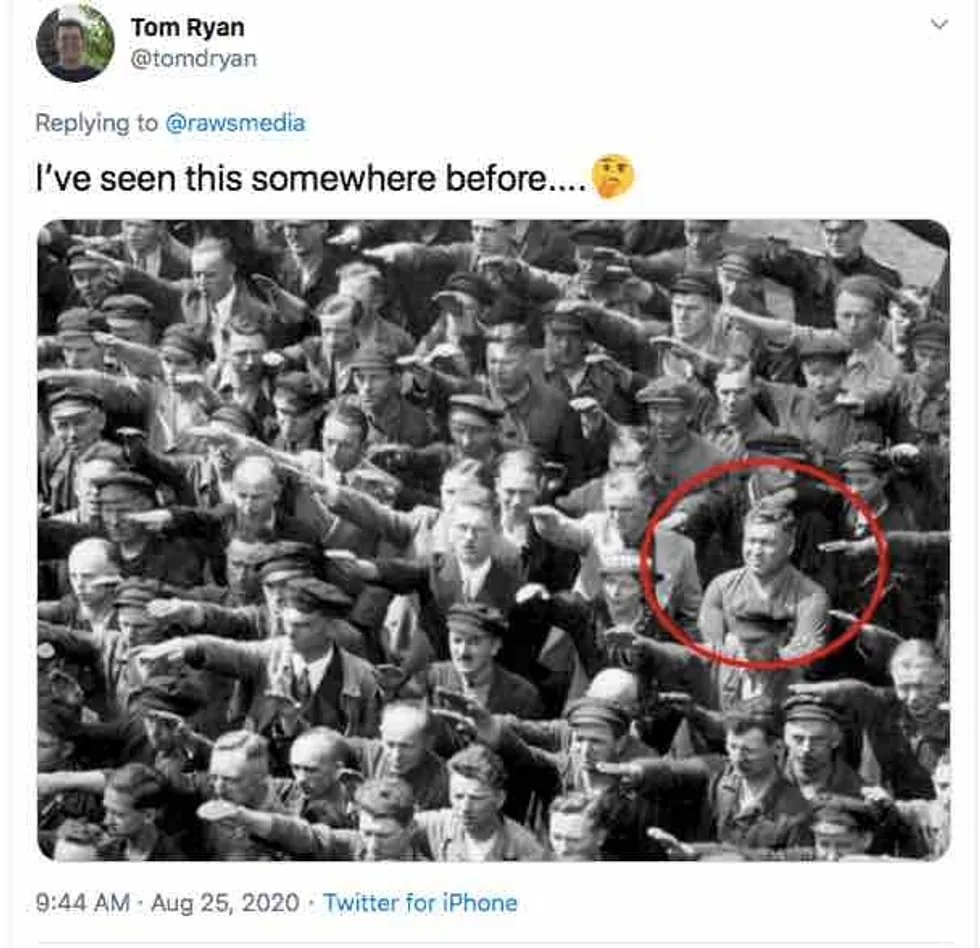 Tom Ryan
@tomdryan
Replying to @rawsmedia
I've seen this somewhere before....🤔
9:44 AM · Aug 25, 2020 · Twitter for iPhone